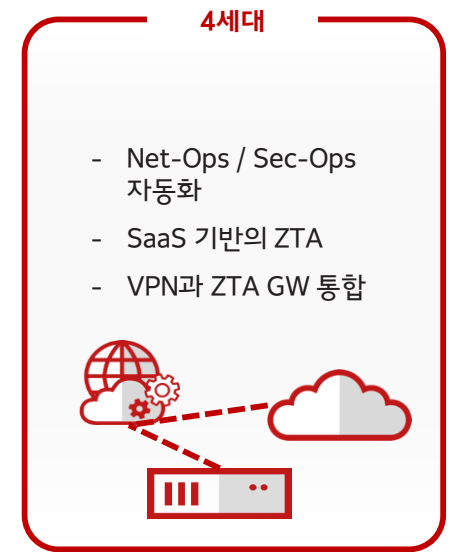 4세대
- Net-Ops / Sec-Ops
자동화
- SaaS 기반의 ZTA
- VPN과 ZTA GW 통합